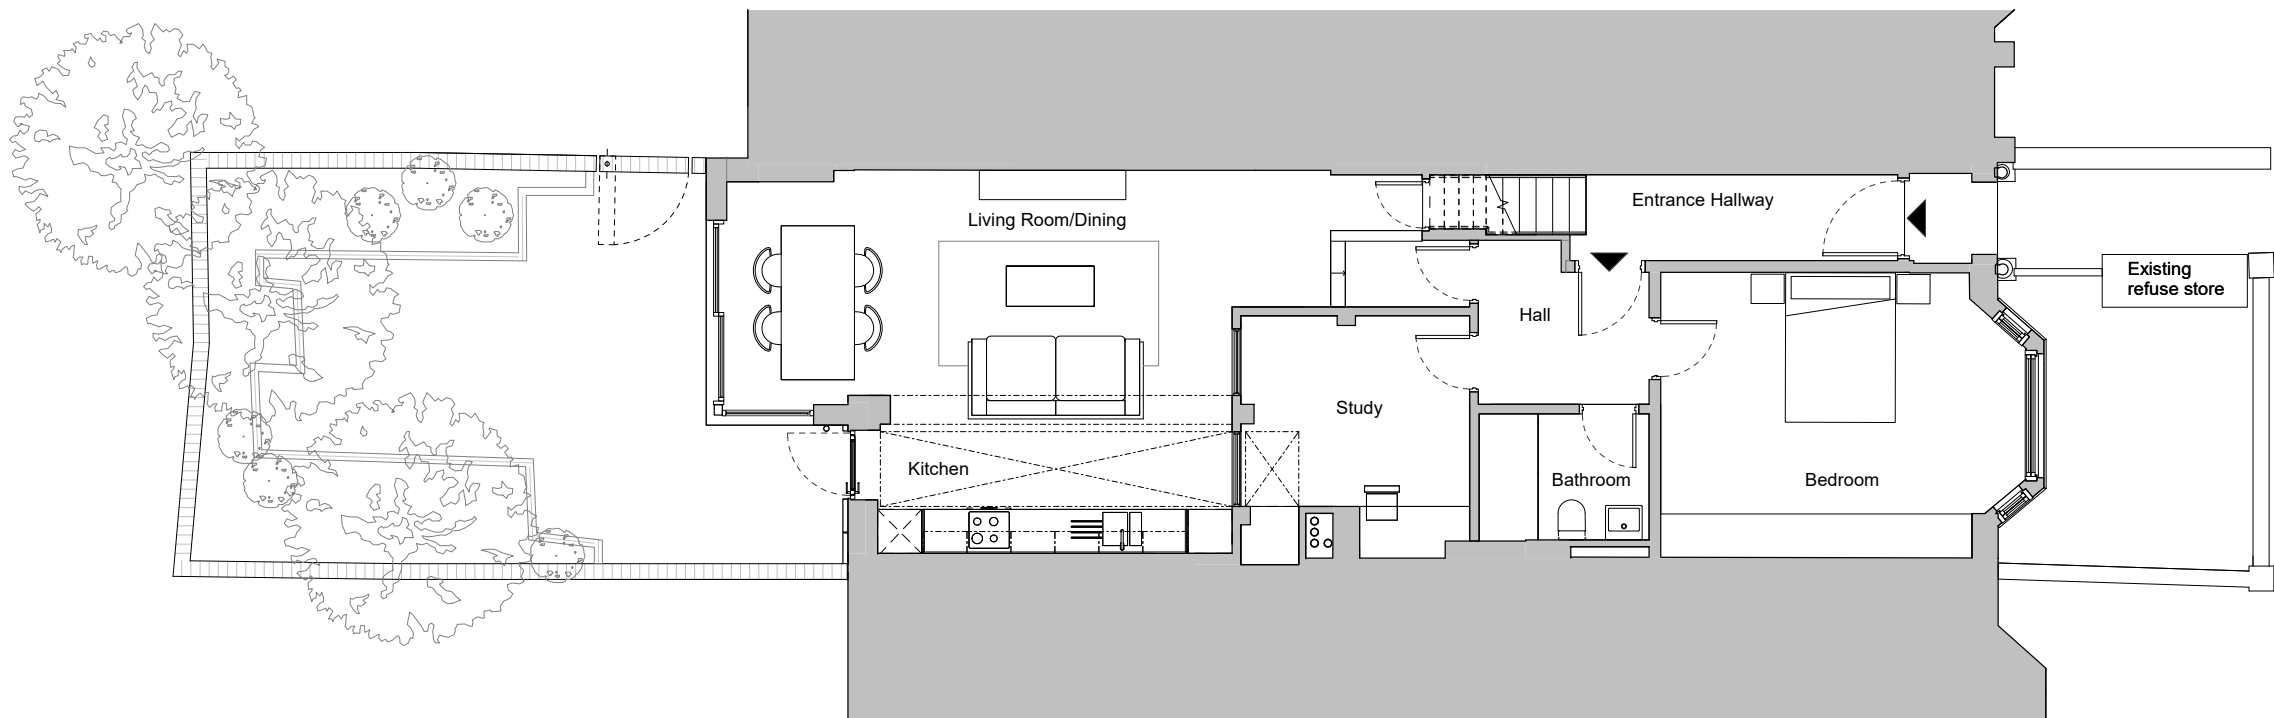 Entrance Hallway
Living Room/Dining
Existing
refuse store
Hall
Study
Kitchen
Bathroom
Bedroom